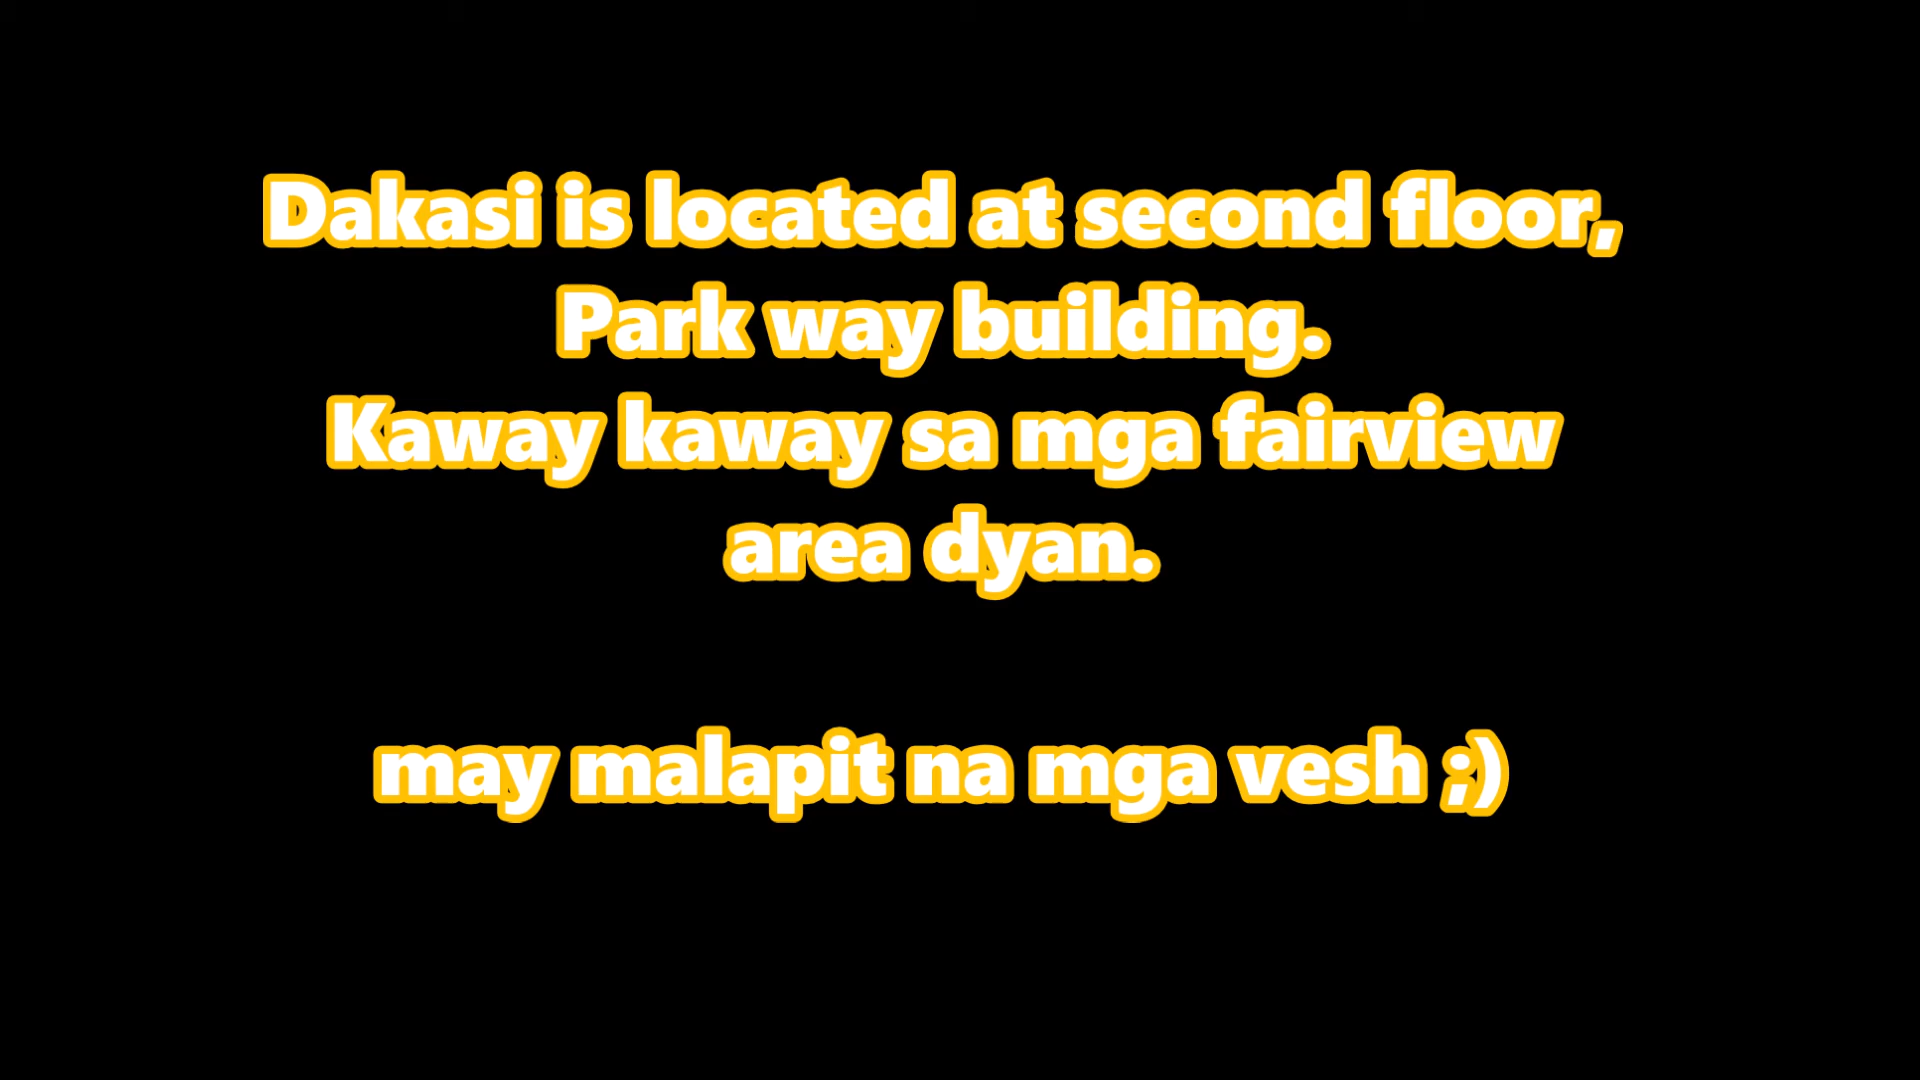 Dakasi is located at second floor,
Park way building.
Kaway kaway sa mga fairview
area dyan.
may malapit na mga vesh ;)